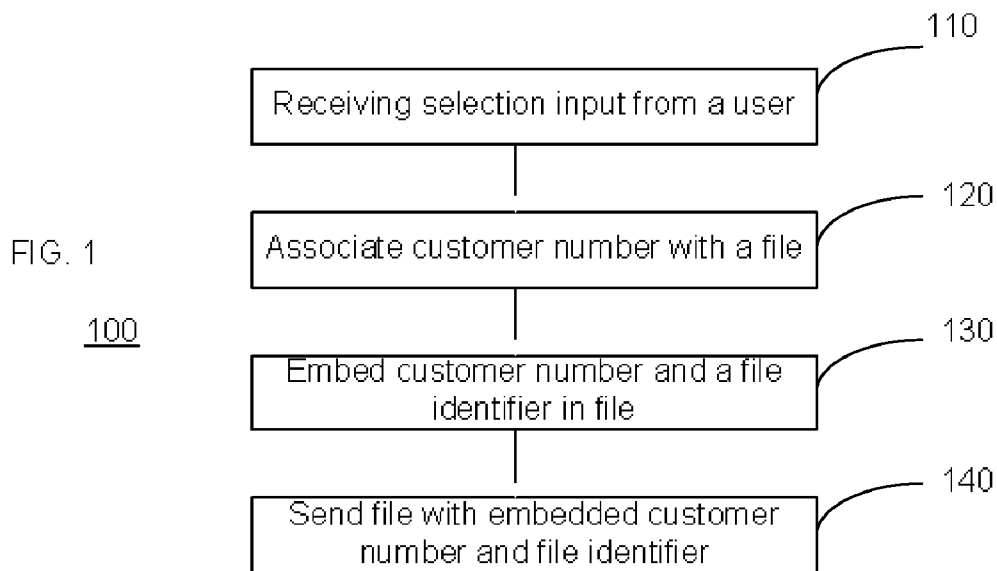 110
Receiving selection input from a user
120
Associate customer number with a file
FIG. 1
100
130
Embed customer number and a file
identifier in file
140
Send file with embedded customer
number and file identifier